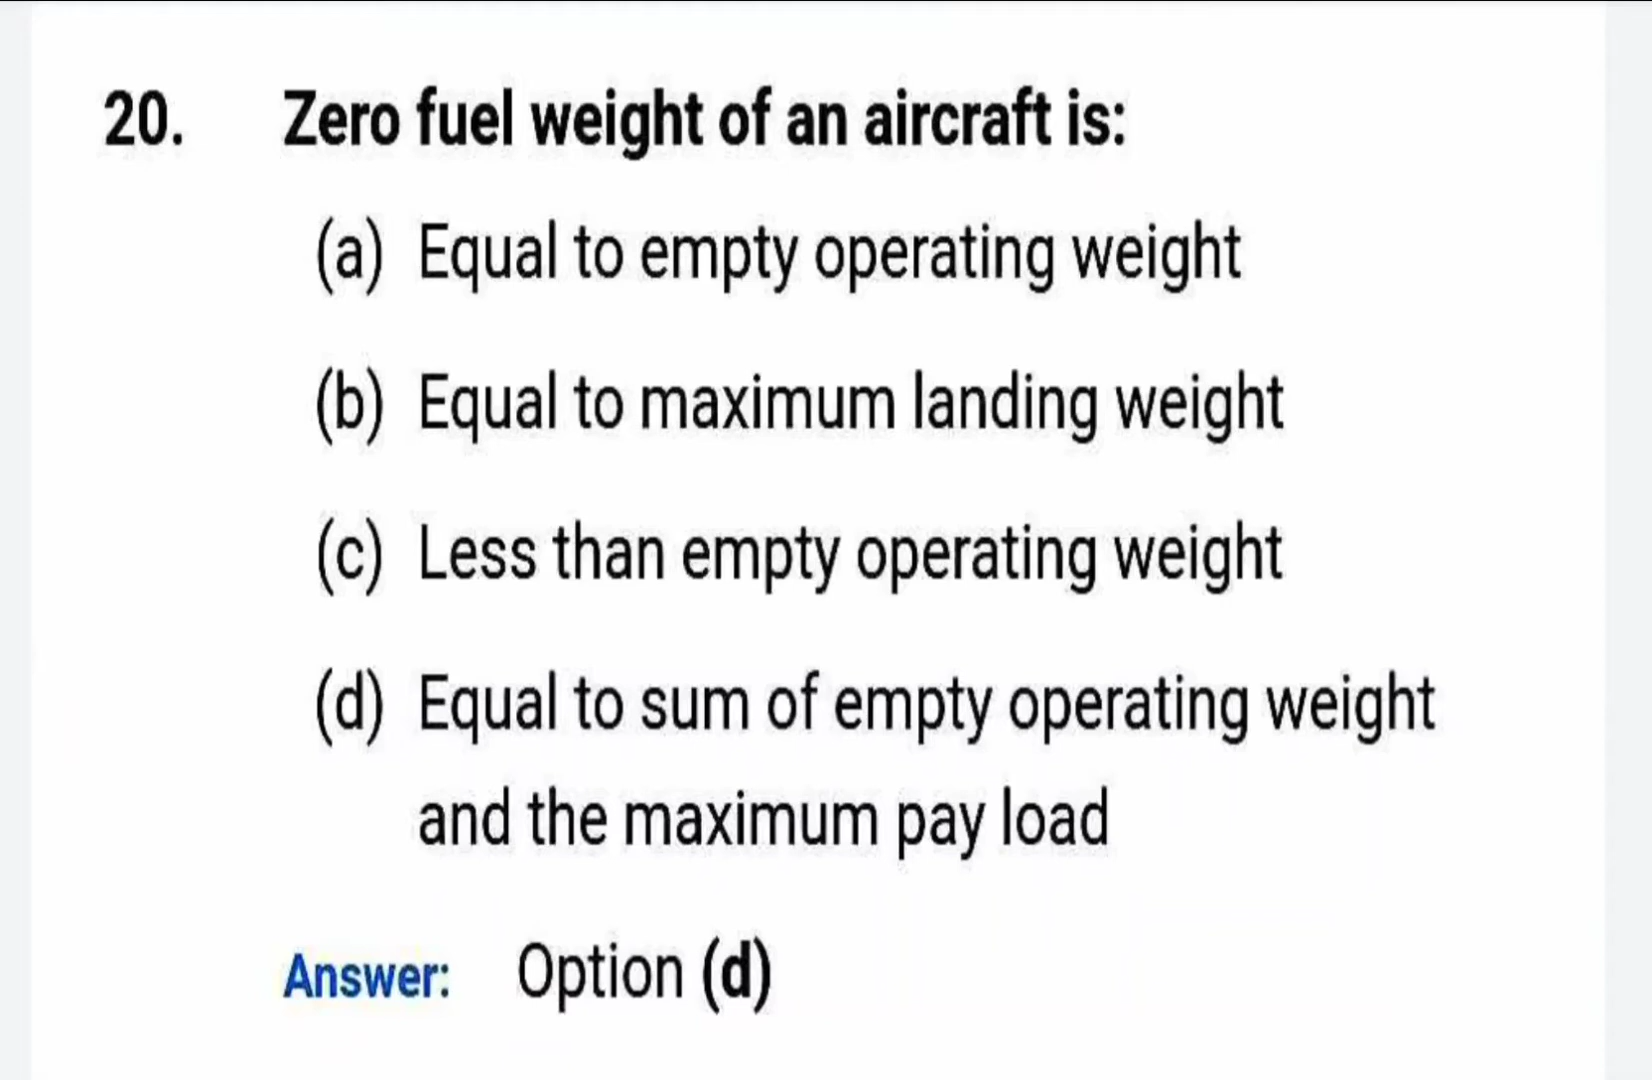 20. Zero fuel weight of an aircraft is:
(a) Equal to empty operating weight
(b) Equal to maximum landing weight
(c) Less than empty operating weight
(d) Equal to sum of empty operating weight
and the maximum pay load
Answer: Option (d)